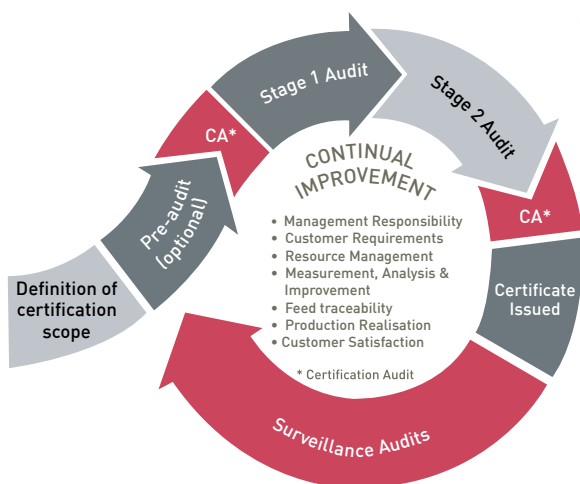 Definition of
certification
scope
Pre-audit
(optional)
CA*
Stage 1 Audit
Stage 2 Audit
CA*
Certificate
Issued
Surveillance Audits
CONTINUAL
IMPROVEMENT
• Management Responsibility
• Customer Requirements
• Resource Management
• Measurement, Analysis &
Improvement
• Feed traceability
• Production Realisation
• Customer Satisfaction
* Certification Audit